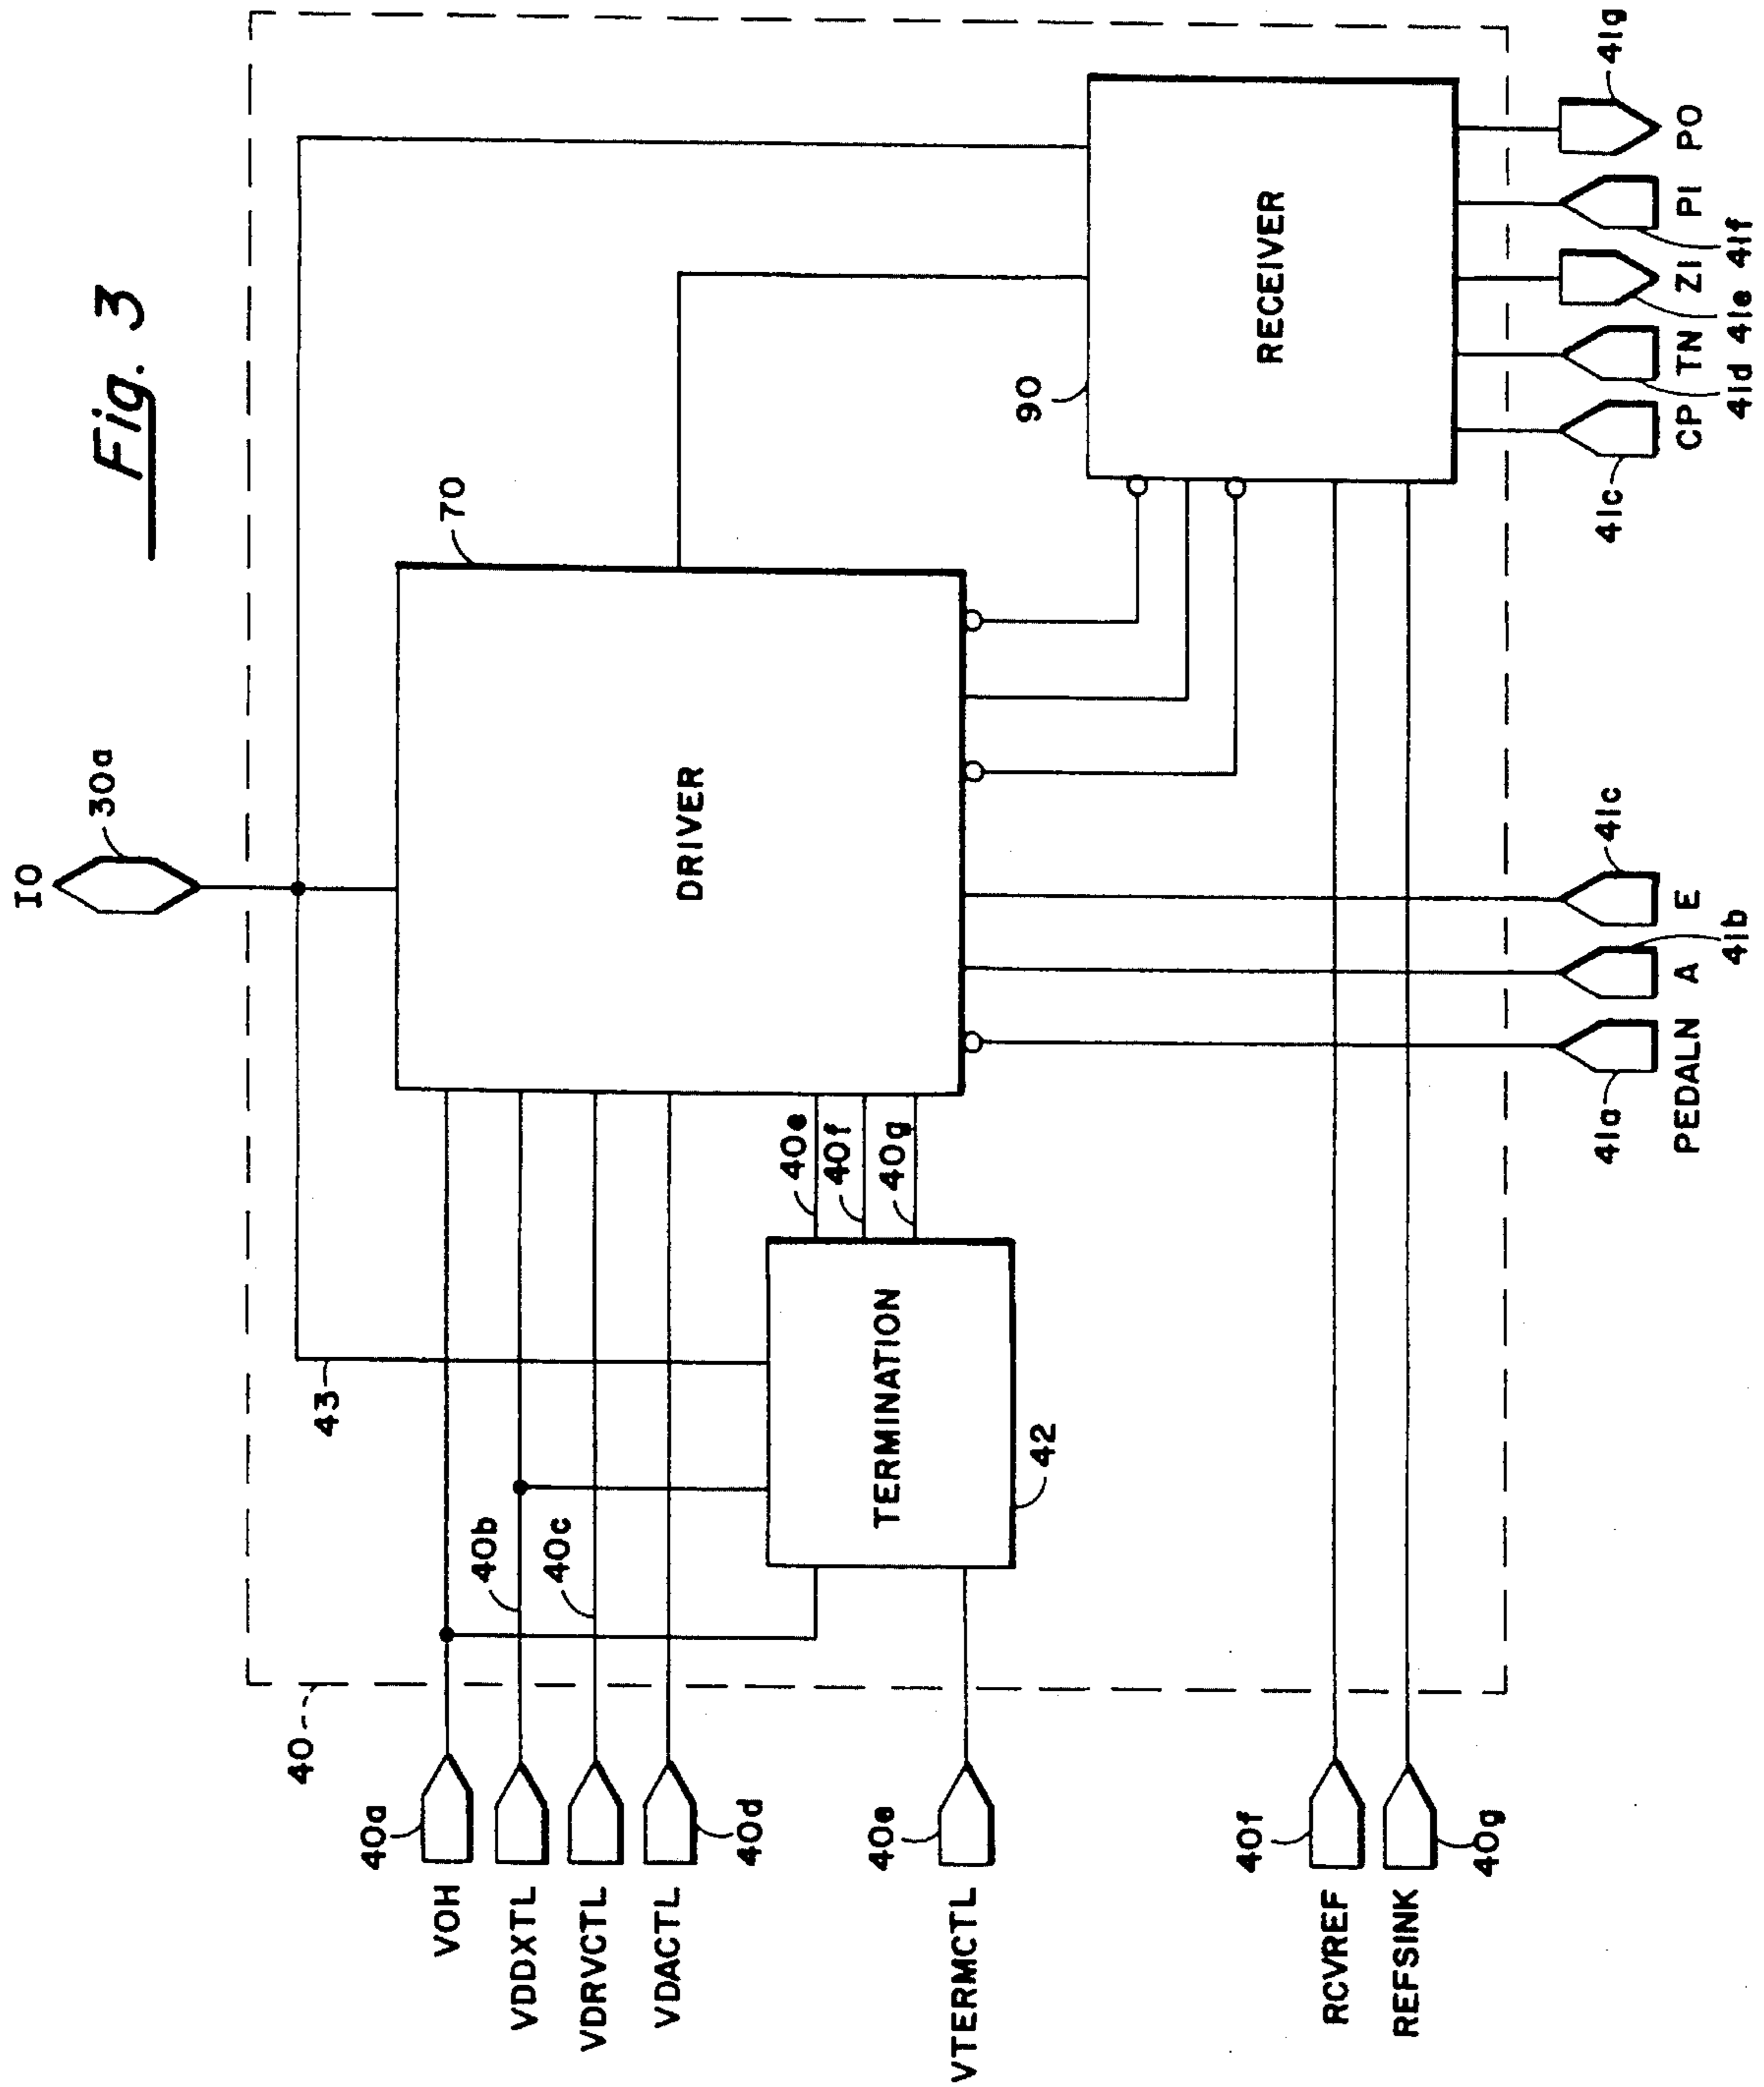 Fig. 3
IO
30a
40
43
70
DRIVER
90
RECEIVER
TERMINATION
42
40a
VOH
40b
VDDXTL
40c
VDRVCTL
40d
VDACTL
40e
40f
40g
40e
VTERMCTL
40f
RCVREF
40g
REFSINK
41a
PEDALN
A
41b
E
41c
41c
CP
TN
41d
ZI
41e
PI
41f
PO
41g